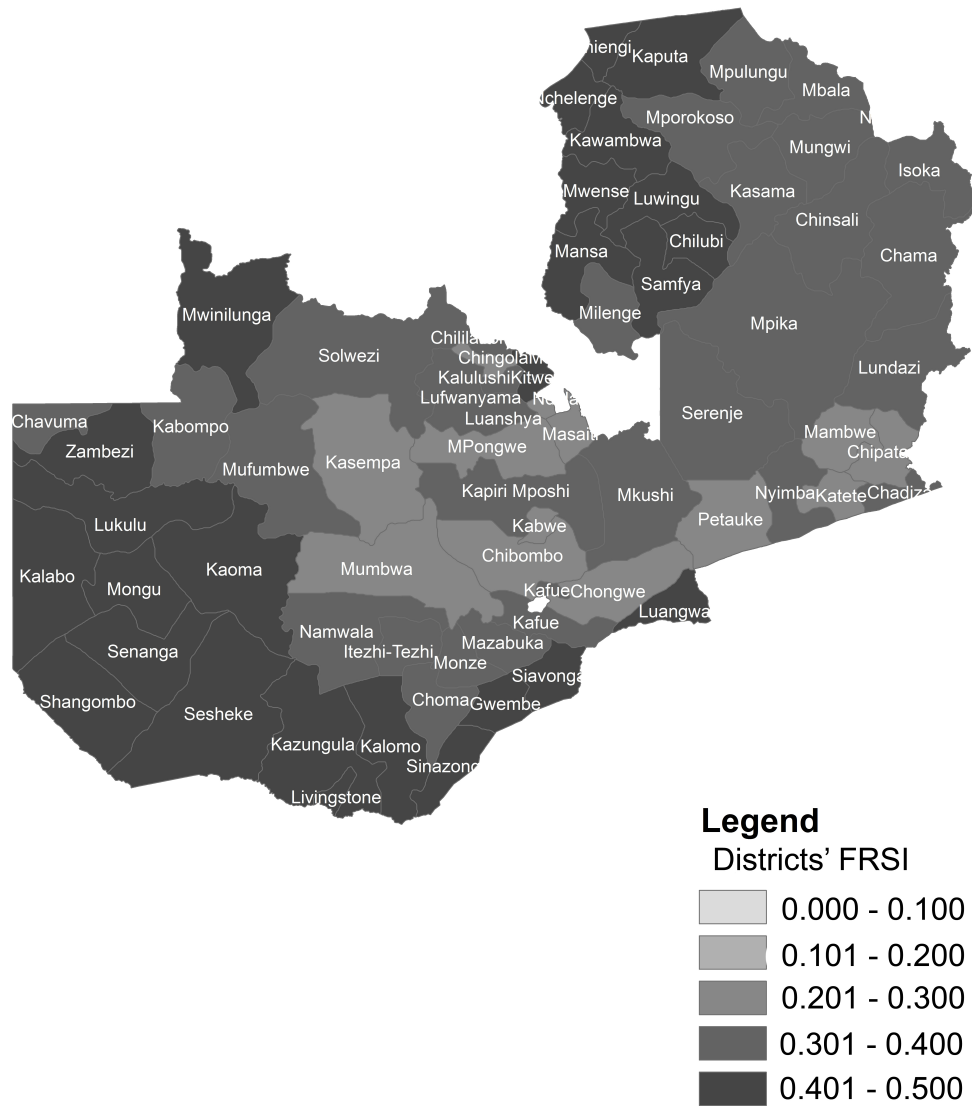 hiengi
Kaputa
Mpulungu
Mbala
Nchelenge
Mporokoso
N
Kawambwa
Mungwi
Isoka
Mwense
Luwingu
Kasama
Chinsali
Mansa
Chilubi
Chama
Samfya
Milenge
Mwinilunga
Mpika
Solwezi
Chingola
Lundazi
Kalulushi Kitwe
Lufwanyama
Luanshya
Serenje
Chavuma
Kabompo
Masaiti
Mambwe
Zambezi
MPongwe
Chipata
Mufumbwe
Kasempa
Kapiri Mposhi
Mkushi
Nyimba
Katete
Chadiza
Lukulu
Kabwe
Petauke
Chibombo
Kalabo
Kaoma
Mumbwa
Mongu
Kafue
Chongwe
Luangwa
Kafue
Namwala
Mazabuka
Senanga
Itezhi-Tezhi
Monze
Siavonga
Shangombo
Choma
Gwembe
Sesheke
Kazungula
Kalomo
Sinazong
Livingstone
Legend
Districts’ FRSI
0.000 - 0.100
0.101 - 0.200
0.201 - 0.300
0.301 - 0.400
0.401 - 0.500